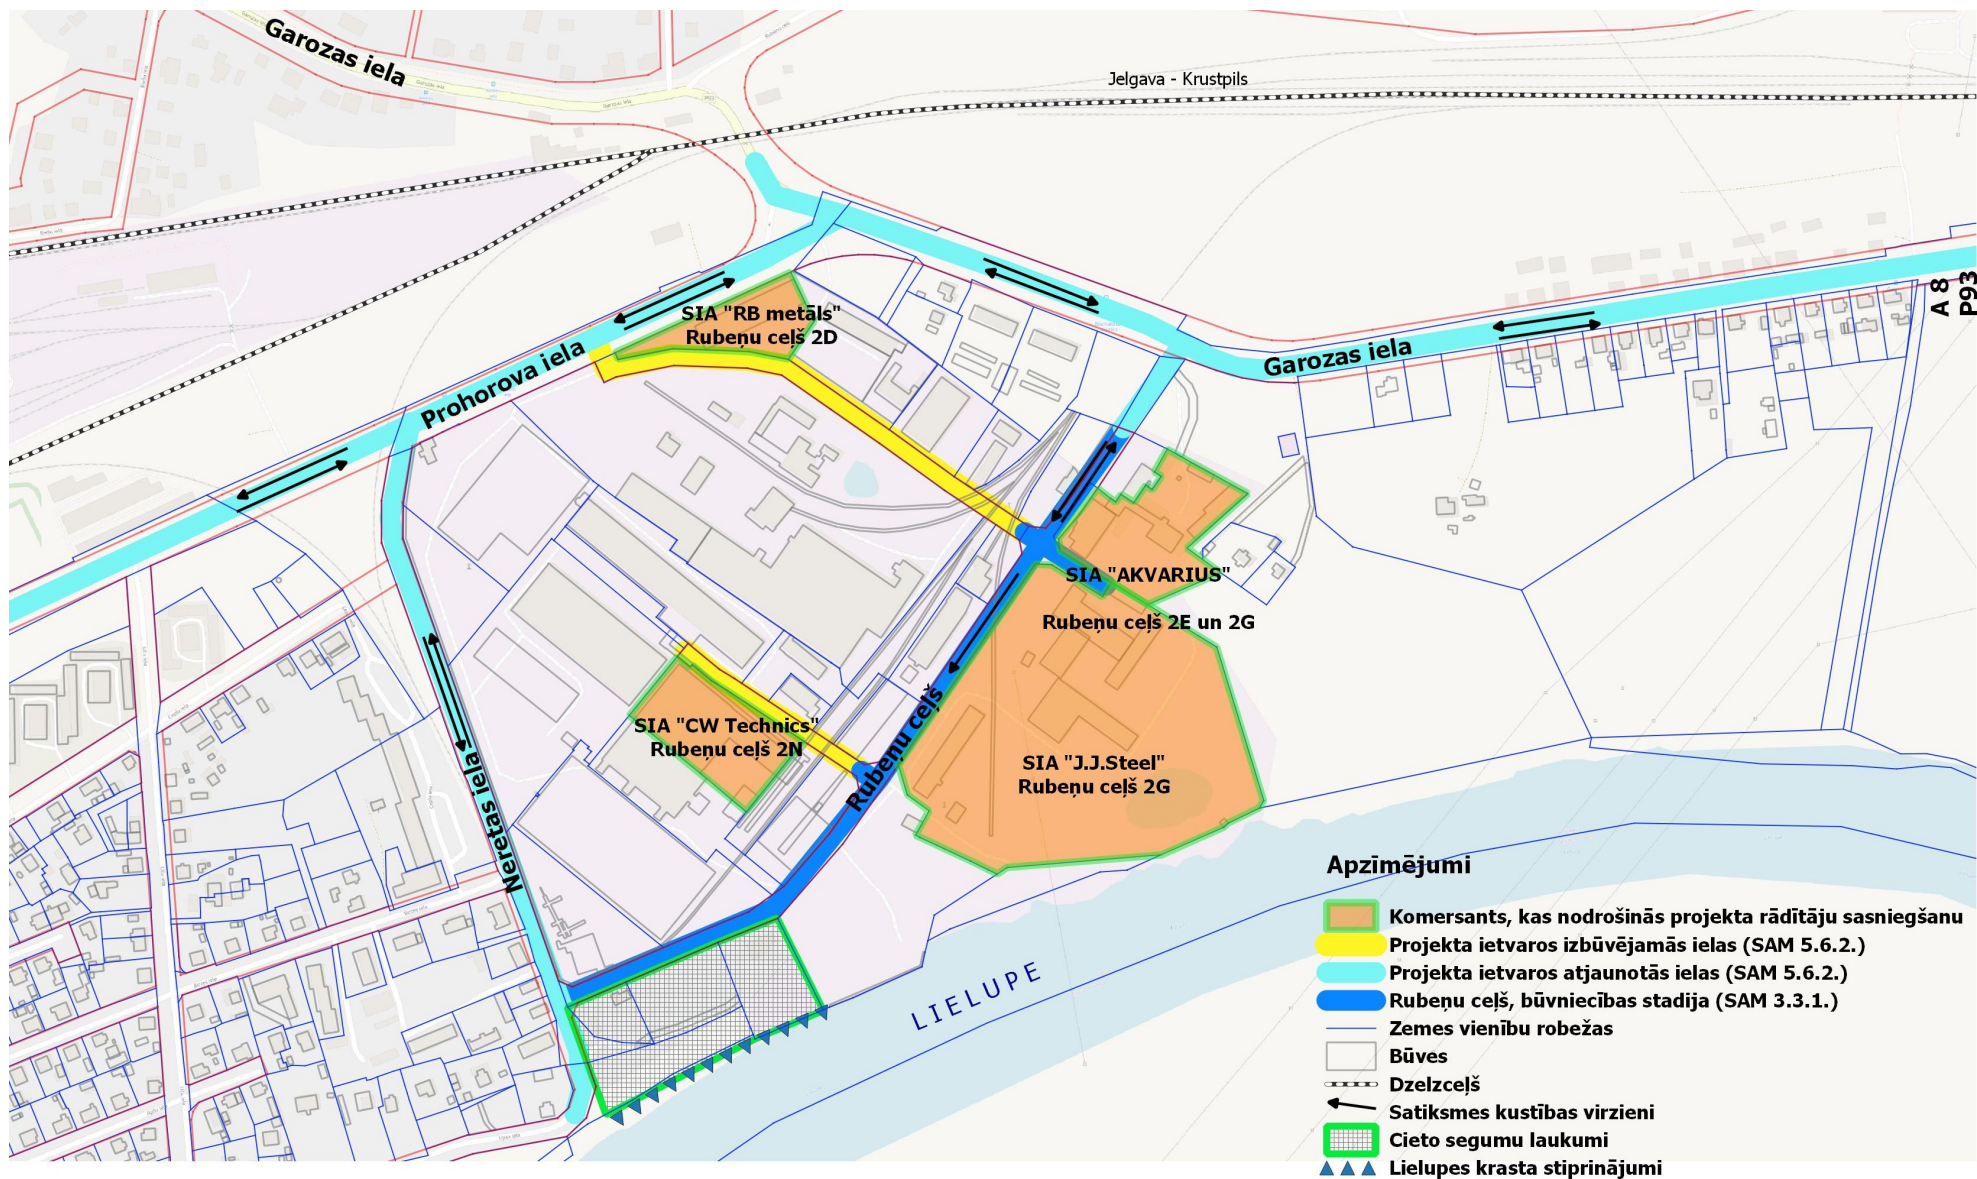 Garozas iela
Garozas iela
Garozas iela
Jelgava - Krustpils
SIA "RB metāls"
Rubeņu ceļš 2D
Prohorova iela
Garozas iela
A 8
P93
SIA "AKVARIUS"
Rubeņu ceļš 2E un 2G
SIA "CW Technics"
Rubeņu ceļš 2N
Rubeņu ceļš
SIA "J.J.Steel"
Rubeņu ceļš 2G
Neretas iela
LIELUPE
Apzīmējumi
Komersants, kas nodrošinās projekta rādītāju sasniegšanu
Projekta ietvaros izbūvējamās ielas (SAM 5.6.2.)
Projekta ietvaros atjaunotās ielas (SAM 5.6.2.)
Rubeņu ceļš, būvniecības stadija (SAM 3.3.1.)
Zemes vienību robežas
Būves
Dzelzceļš
Satiksmes kustības virzieni
Cieto segumu laukumi
Lielupes krasta stiprinājumi